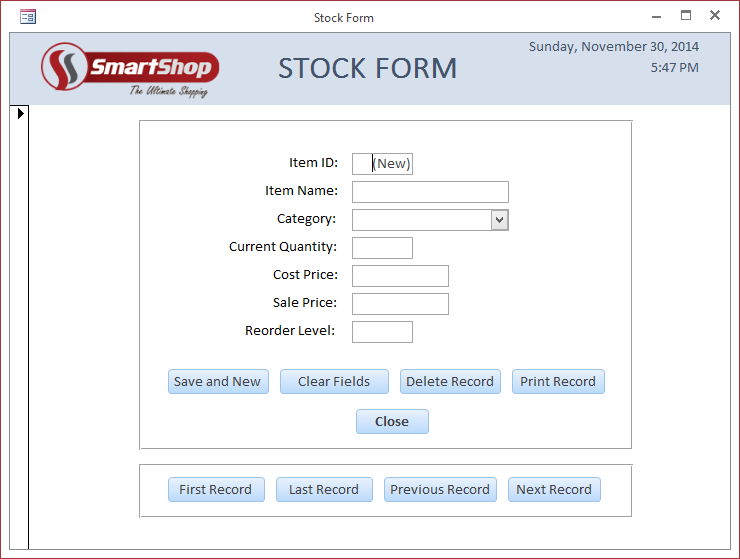 Stock Form
SmartShop
The Ultimate Shopping
STOCK FORM
Sunday, November 30, 2014
5:47 PM
Item ID: (New)
Item Name:
Category:
Current Quantity:
Cost Price:
Sale Price:
Reorder Level:
Save and New Clear Fields Delete Record Print Record
Close
First Record Last Record Previous Record Next Record